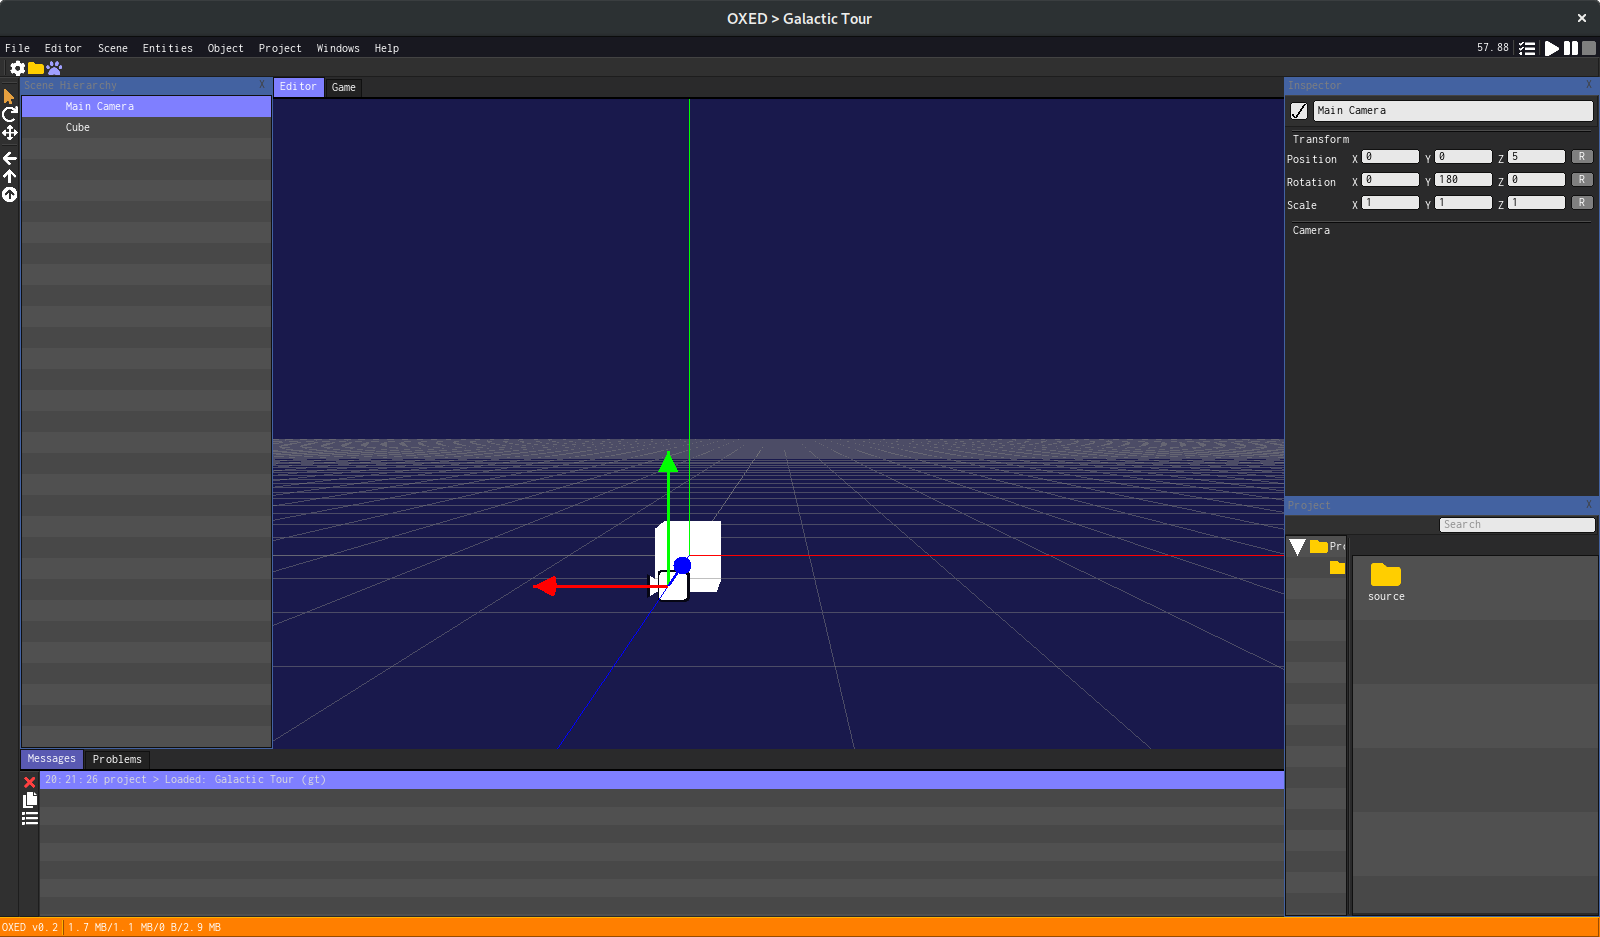 OXED > Galactic Tour
File Editor Scene Entities Object Project Windows Help
57.88
Scene Hierarchy X
Main Camera
Cube
Editor Game
Inspector X
Main Camera
Transform
Position X 0 Y 0 Z 5 R
Rotation X 0 Y 180 Z 0 R
Scale X 1 Y 1 Z 1 R
Camera
Project X
Search
source
Messages Problems
20:21:26 project > Loaded: Galactic Tour (gt)
OXED v0.2 1.7 MB/1.1 MB/0 B/2.9 MB